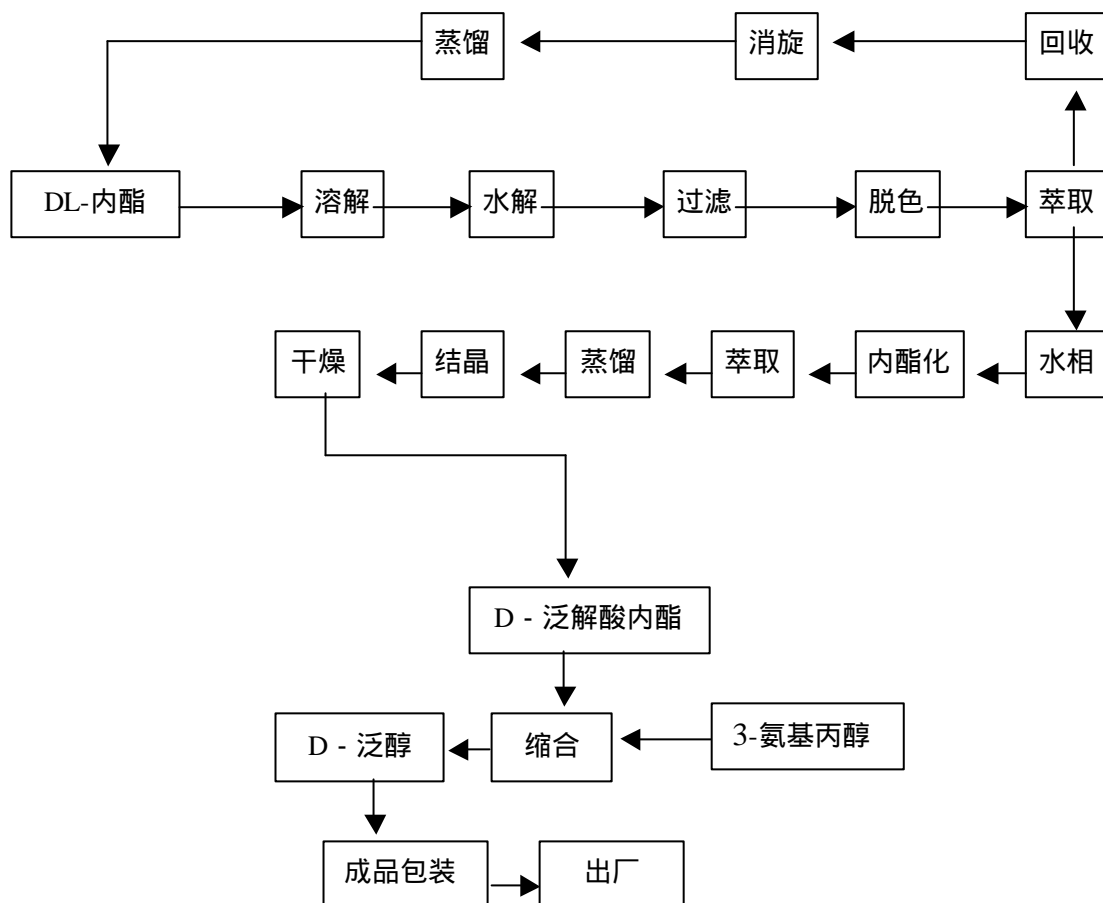 蒸馏
消旋
回收
DL-内酯
溶解
水解
过滤
脱色
萃取
干燥
结晶
蒸馏
萃取
内酯化
水相
D - 泛解酸内酯
D - 泛醇
缩合
3-氨基丙醇
成品包装
出厂